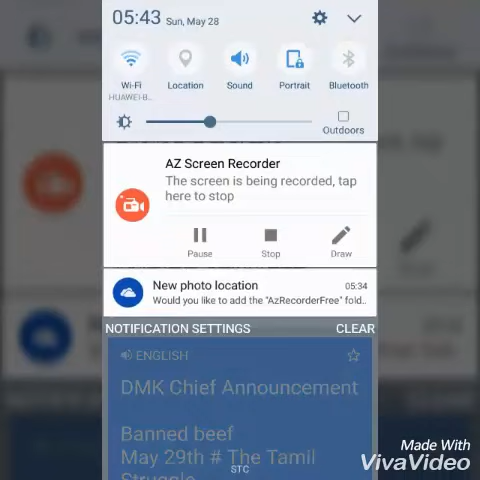 05:43 Sun, May 28
Wi-Fi Location Sound Portrait Bluetooth
HUAWEI-B..
Outdoors
AZ Screen Recorder
The screen is being recorded, tap
here to stop
Pause Stop Draw
New photo location 05:34
Would you like to add the "AzRecorderFree" fold..
NOTIFICATION SETTINGS CLEAR
ENGLISH
DMK Chief Announcement
Banned beef
May 29th # The Tamil
Struggle
STC
Made With
VivaVideo